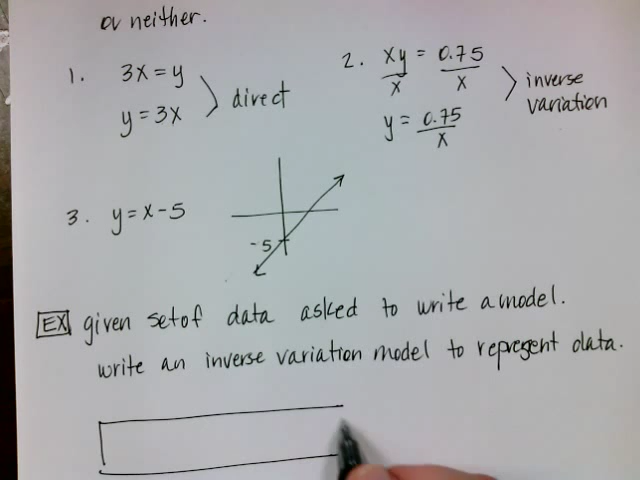 or neither.
1. 3x = y
y = 3x
direct
2. xy/x = 0.75/x
y = 0.75/x
inverse
variation
3. y = x - 5
-5
EX given set of data asked to write a model.
write an inverse variation model to represent data.